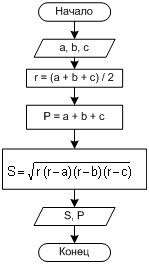 Начало
a, b, c
r = (a + b + c) / 2
P = a + b + c
S = √r (r−a)(r−b)(r−c)
S, P
Конец